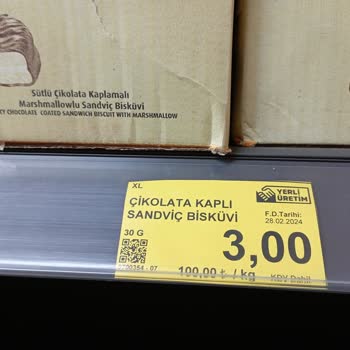 Sütlü Çikolata Kaplamalı
Marshmallowlu Sandviç Bisküvi
CHOCOLATE COATED SANDWICH BISCUIT WITH MARSHMALLOW
XL
ÇİKOLATA KAPLI
SANDVİÇ BİSKÜVİ
YERLİ
ÜRETİM
F.D.Tarihi:
28.02.2024
30 G
3,00
100,00 ₺ / kg
KDV Dahil